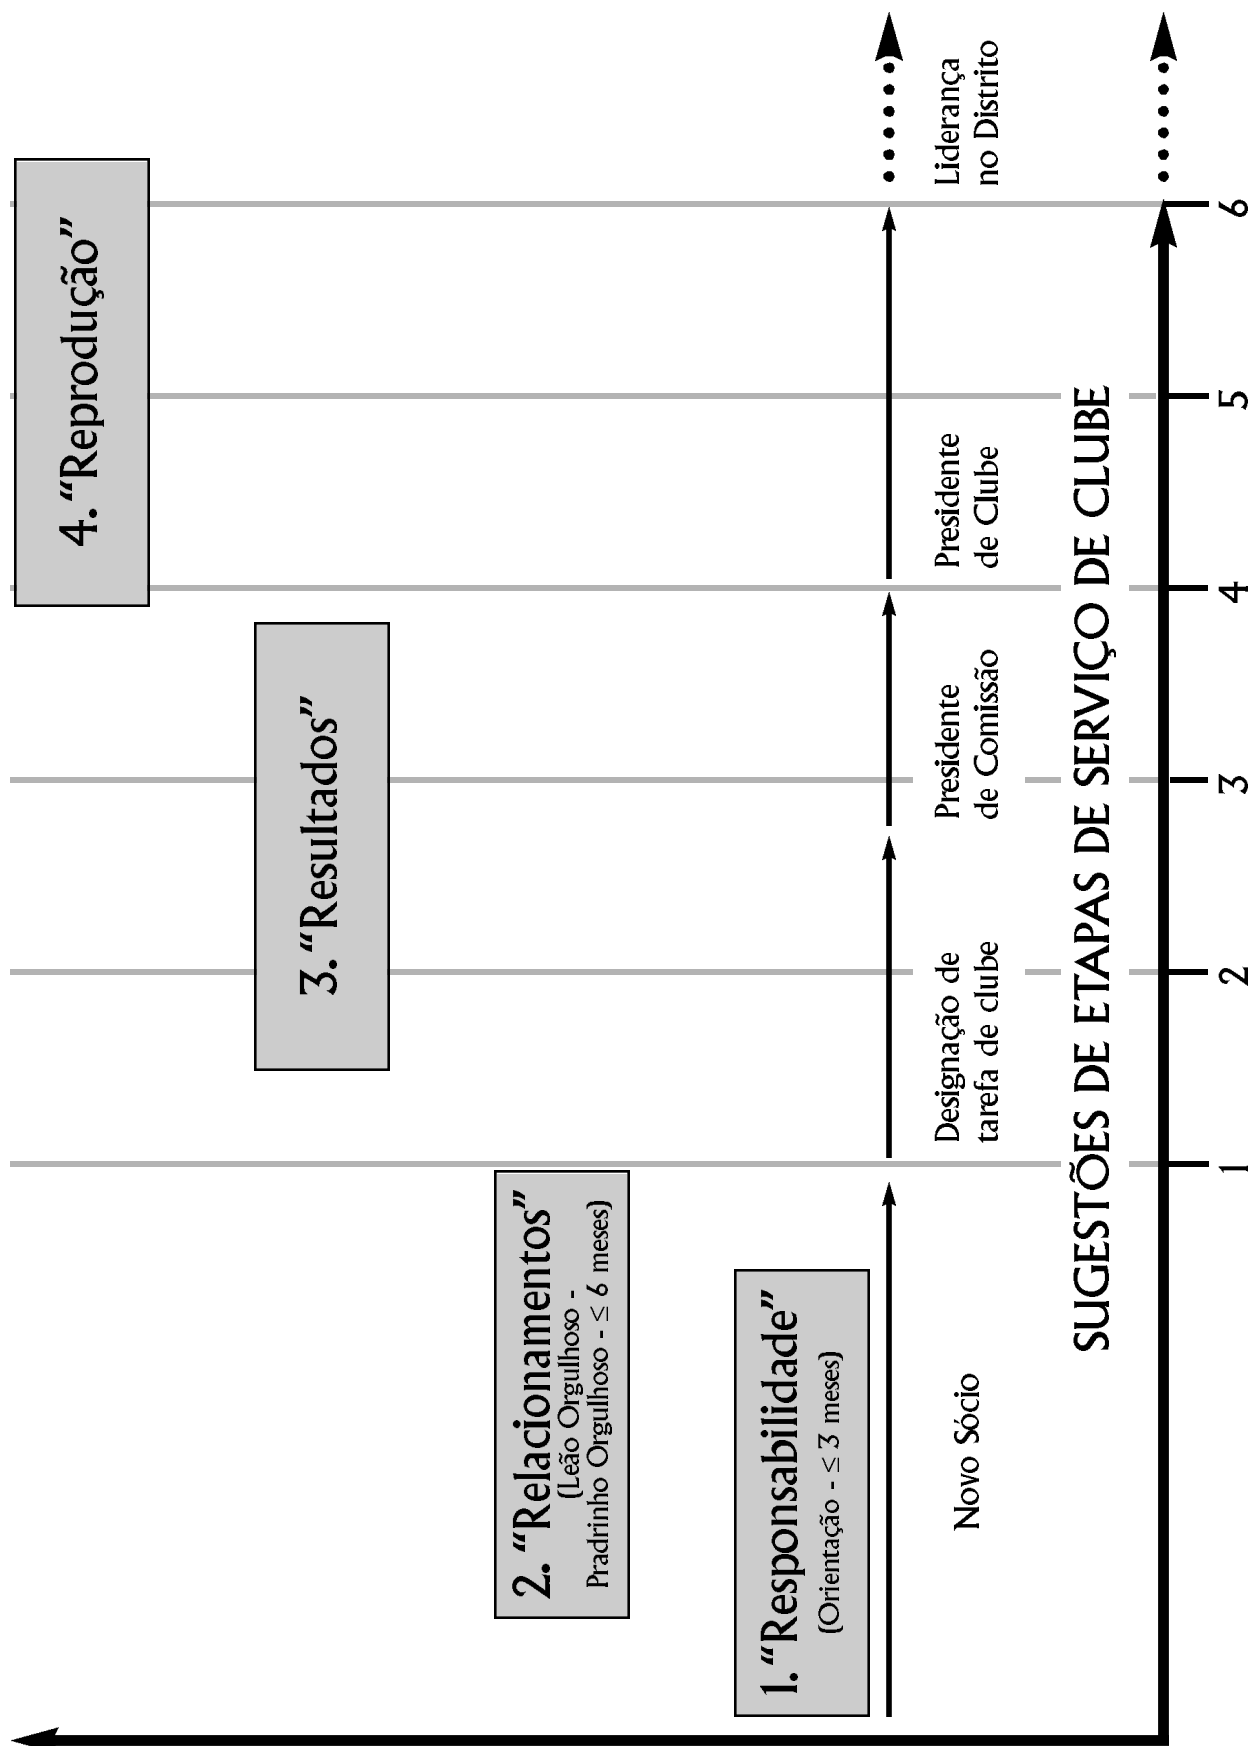 4. “Reprodução”
3. “Resultados”
2. “Relacionamentos”
(Leão Orgulhoso -
Pradrinho Orgulhoso - ≤ 6 meses)
1. “Responsabilidade”
(Orientação - ≤ 3 meses)
Novo Sócio
Designação de
tarefa de clube
Presidente
de Comissão
Presidente
de Clube
Liderança
no Distrito
SUGESTÕES DE ETAPAS DE SERVIÇO DE CLUBE
1 2 3 4 5 6